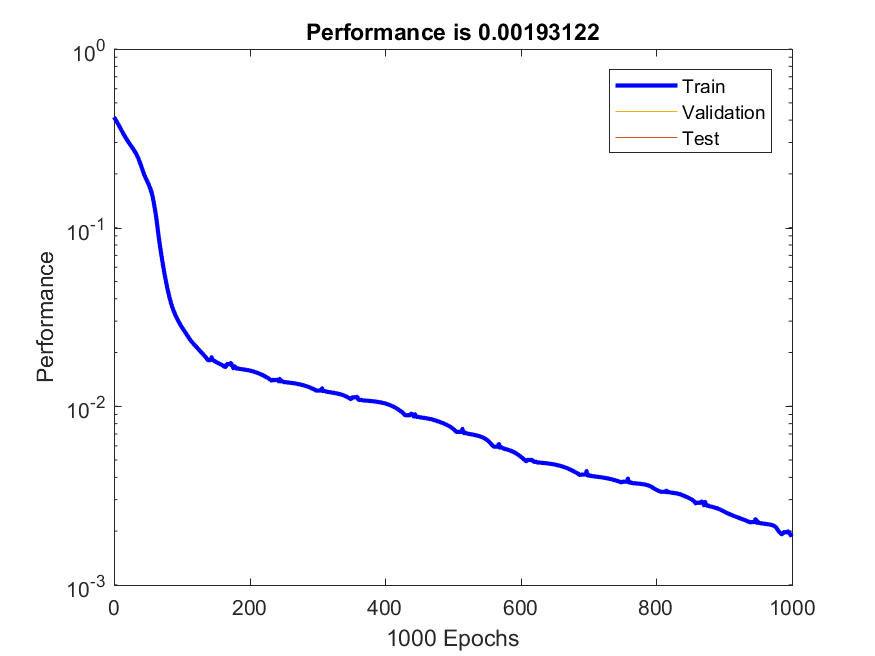 Performance is 0.00193122
10^0
Train
Validation
Test
10^-1
Performance
10^-2
10^-3
0 200 400 600 800 1000
1000 Epochs